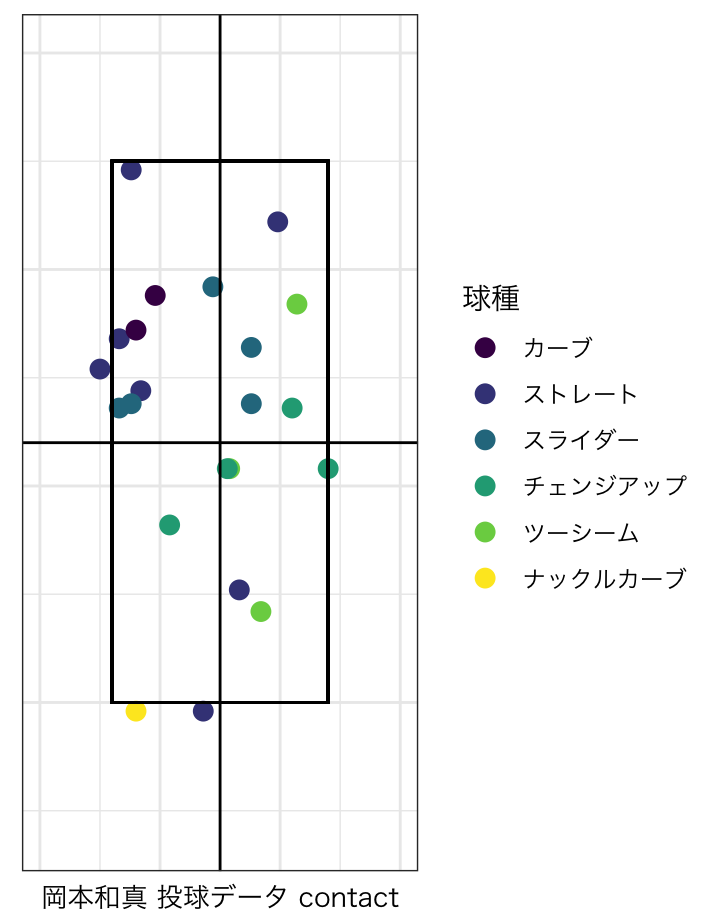 球種
カーブ
ストレート
スライダー
チェンジアップ
ツーシーム
ナックルカーブ
岡本和真 投球データ contact